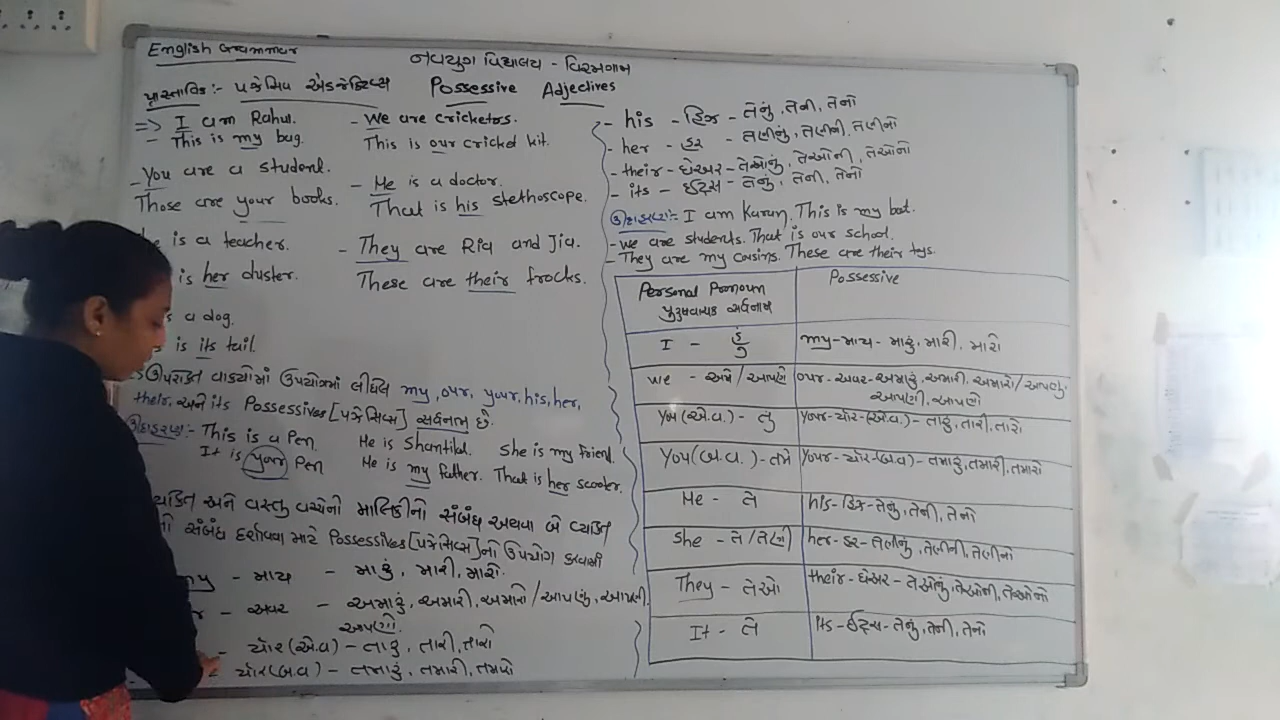 English Grammar
નવયુગ વિદ્યાલય - વિરમગામ
પ્રાસ્તાવિક :- પઝેસિવ એડજેક્ટિવ્સ Possessive Adjectives
⇒ I am Rahul.
- This is my bag.
- You are a student.
Those are your books.
is a teacher.
is her duster.
a dog.
is its tail.
- We are cricketers.
This is our cricket kit.
- He is a doctor.
That is his stethoscope.
- They are Ria and Jia.
These are their frocks.
ઉપરોક્ત વાક્યોમાં ઉપયોગમાં લીધેલ my, our, your, his, her,
their, અને its Possessives [પઝેસિવ્સ] સર્વનામ છે.
ઉદાહરણ :- This is a Pen. He is Shantilal. She is my friend.
It is your Pen He is my father. That is her scooter.
વ્યક્તિ અને વસ્તુ વચ્ચેનો માલિકીનો સંબંધ અથવા બે વ્યક્તિ
નો સંબંધ દર્શાવવા માટે Possessives [પઝેસિવ્સ] નો ઉપયોગ કરવામાં
my - માય - મારું, મારી, મારો.
- અવર - અમારું, અમારી, અમારો / આપણું, આપણી,
આપણો.
- યૉર (એ.વ) - તારું, તારી, તારો
- યૉર (બ.વ) - તમારું, તમારી, તમારો
- his - હિઝ - તેનું, તેની, તેનો
- her - હર - તેણીનું, તેણીની, તેણીનો
- their - ધેઅર - તેઓનું, તેઓની, તેઓનો
- its - ઈટ્સ - તેનું, તેની, તેનો
ઉદાહરણ :- I am Karan. This is my bat.
- We are students. That is our school.
- They are my cousins. These are their toys.
Personal Pronoun Possessive
પુરુષવાચક સર્વનામ
I - હું my - માય - મારું, મારી, મારો
we - અમે / આપણે our - અવર - અમારું, અમારી, અમારો / આપણું,
આપણી, આપણો
You (એ.વ.) - તુ your - યૉર - (એ.વ.) - તારું, તારી, તારો
You (બ.વ.) - તમે your - યૉર - (બ.વ) - તમારું, તમારી, તમારો
He - તે his - હિઝ - તેનું, તેની, તેનો
She - તે / તેણી her - હર - તેણીનું, તેણીની, તેણીનો
They - તેઓ their - ધેઅર - તેઓનું, તેઓની, તેઓનો
It - તે Its - ઈટ્સ - તેનું, તેની, તેનો